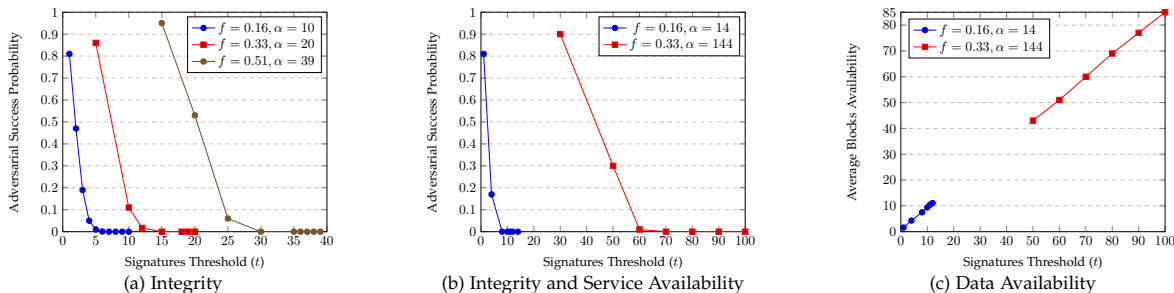 1
0.9
0.8
0.7
0.6
0.5
0.4
0.3
0.2
0.1
0
0 5 10 15 20 25 30 35 40
Adversarial Success Probability
Signatures Threshold (t)
f = 0.16, α = 10
f = 0.33, α = 20
f = 0.51, α = 39
(a) Integrity
1
0.9
0.8
0.7
0.6
0.5
0.4
0.3
0.2
0.1
0
0 10 20 30 40 50 60 70 80 90 100
Adversarial Success Probability
Signatures Threshold (t)
f = 0.16, α = 14
f = 0.33, α = 144
(b) Integrity and Service Availability
85
80
70
60
50
40
30
20
10
0
0 10 20 30 40 50 60 70 80 90 100
Average Blocks Availability
Signatures Threshold (t)
f = 0.16, α = 14
f = 0.33, α = 144
(c) Data Availability